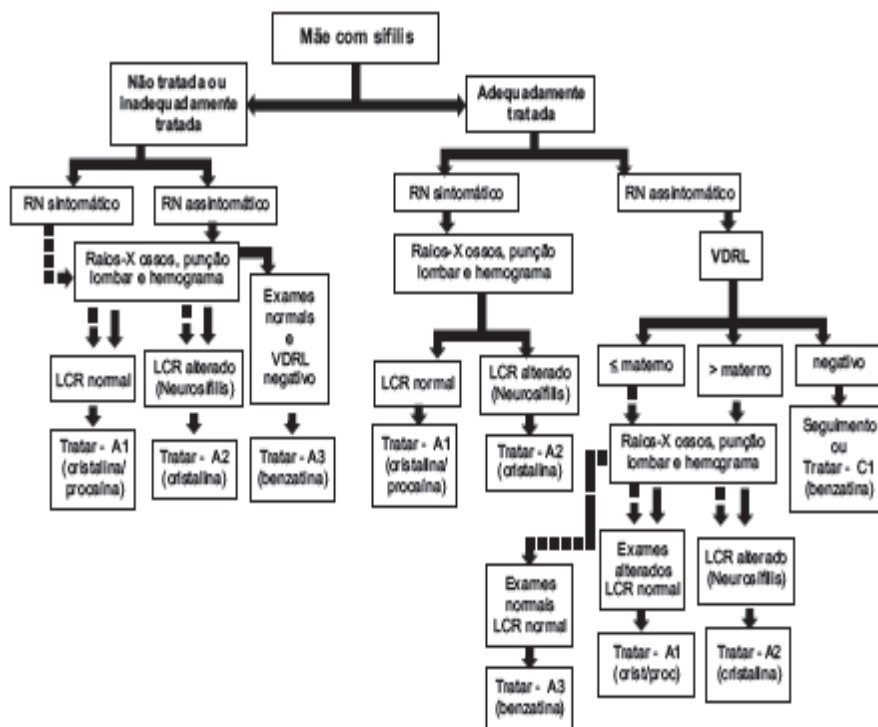 Mãe com sífilis
Não tratada ou
inadequadamente
tratada
Adequadamente
tratada
RN sintomático
RN assintomático
RN sintomático
RN assintomático
Raios-X ossos, punção
lombar e hemograma
Raios-X ossos, punção
lombar e hemograma
VDRL
Exames
normais
e
VDRL
negativo
LCR normal
LCR alterado
(Neurosífilis)
LCR normal
LCR alterado
(Neurosífilis)
≤ materno
> materno
negativo
Tratar - A1
(cristalina/
procaína)
Tratar - A2
(cristalina)
Tratar - A3
(benzatina)
Tratar - A1
(cristalina/
procaína)
Tratar - A2
(cristalina)
Raios-X ossos, punção
lombar e hemograma
Seguimento
ou
Tratar - C1
(benzatina)
Exames
normais
LCR normal
Exames
alterados
LCR normal
LCR alterado
(Neurosífilis)
Tratar - A3
(benzatina)
Tratar - A1
(crist/proc)
Tratar - A2
(cristalina)